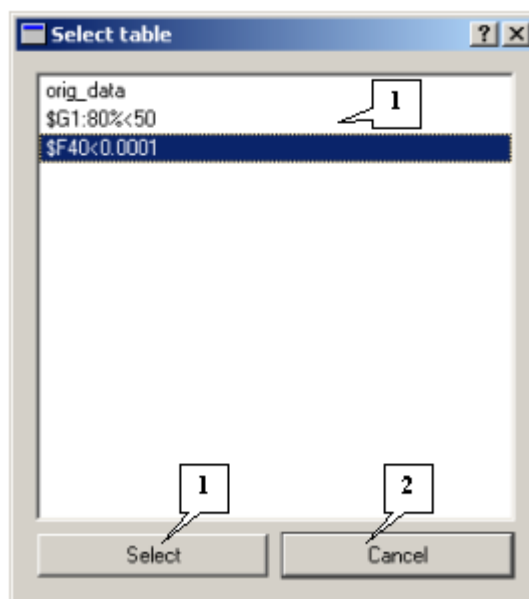 Select table
orig_data
1
$G1:80%<50
$F40<0.0001
1
2
Select
Cancel